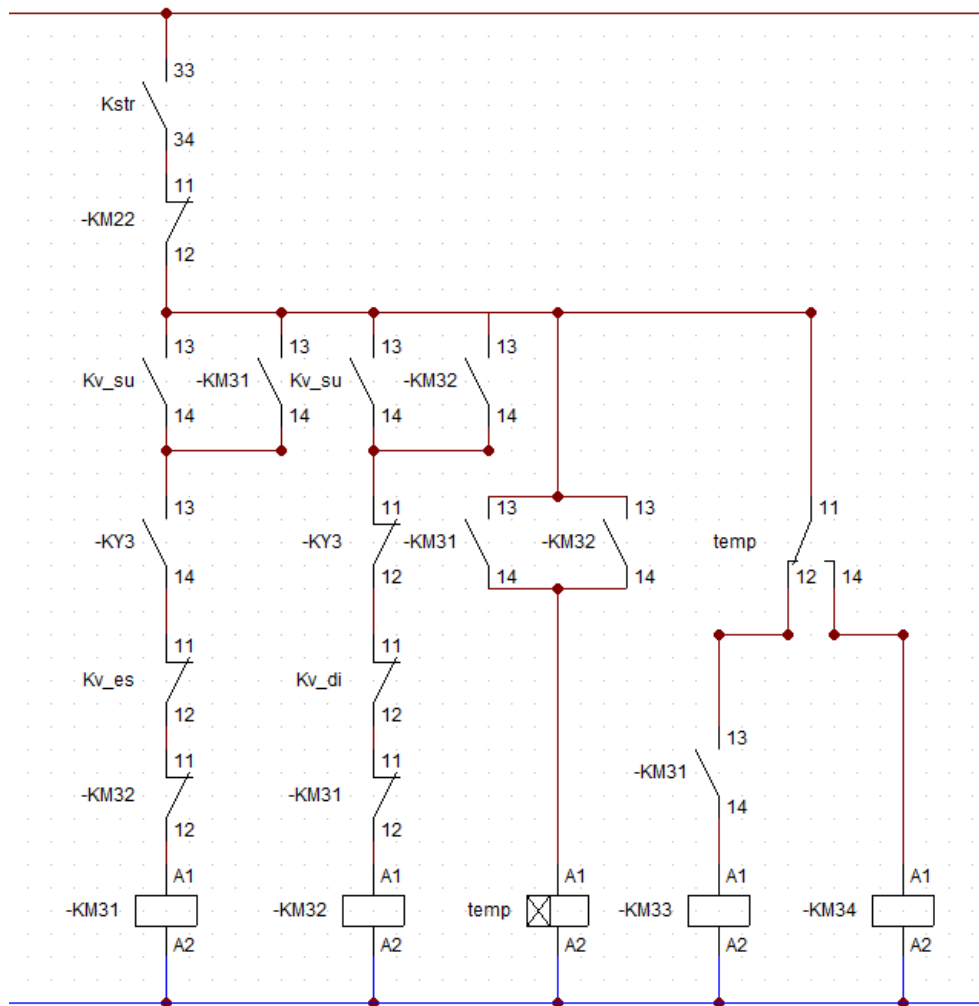 33
Kstr
34
11
-KM22
12
13 13 13 13
Kv_su -KM31 Kv_su -KM32
14 14 14 14
13 11 13 13 11
-KY3 -KY3 -KM31 -KM32 temp
14 12 14 14 12 14
11 11
Kv_es Kv_di
12 12
13
11 11
-KM32 -KM31 -KM31
12 12 14
A1 A1 A1 A1 A1
-KM31 -KM32 temp -KM33 -KM34
A2 A2 A2 A2 A2